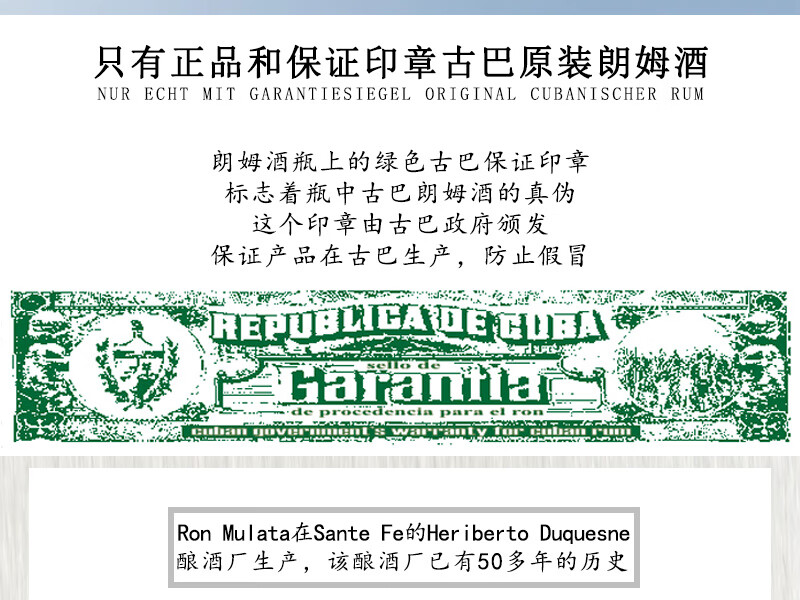 只有正品和保证印章古巴原装朗姆酒
NUR ECHT MIT GARANTIESIEGEL ORIGINAL CUBANISCHER RUM
朗姆酒瓶上的绿色古巴保证印章
标志着瓶中古巴朗姆酒的真伪
这个印章由古巴政府颁发
保证产品在古巴生产，防止假冒
REPUBLICA DE CUBA
sello de
Garantia
de procedencia para el ron
cuban government's warranty for cuban rum
Ron Mulata在Sante Fe的Heriberto Duquesne
酿酒厂生产，该酿酒厂已有50多年的历史